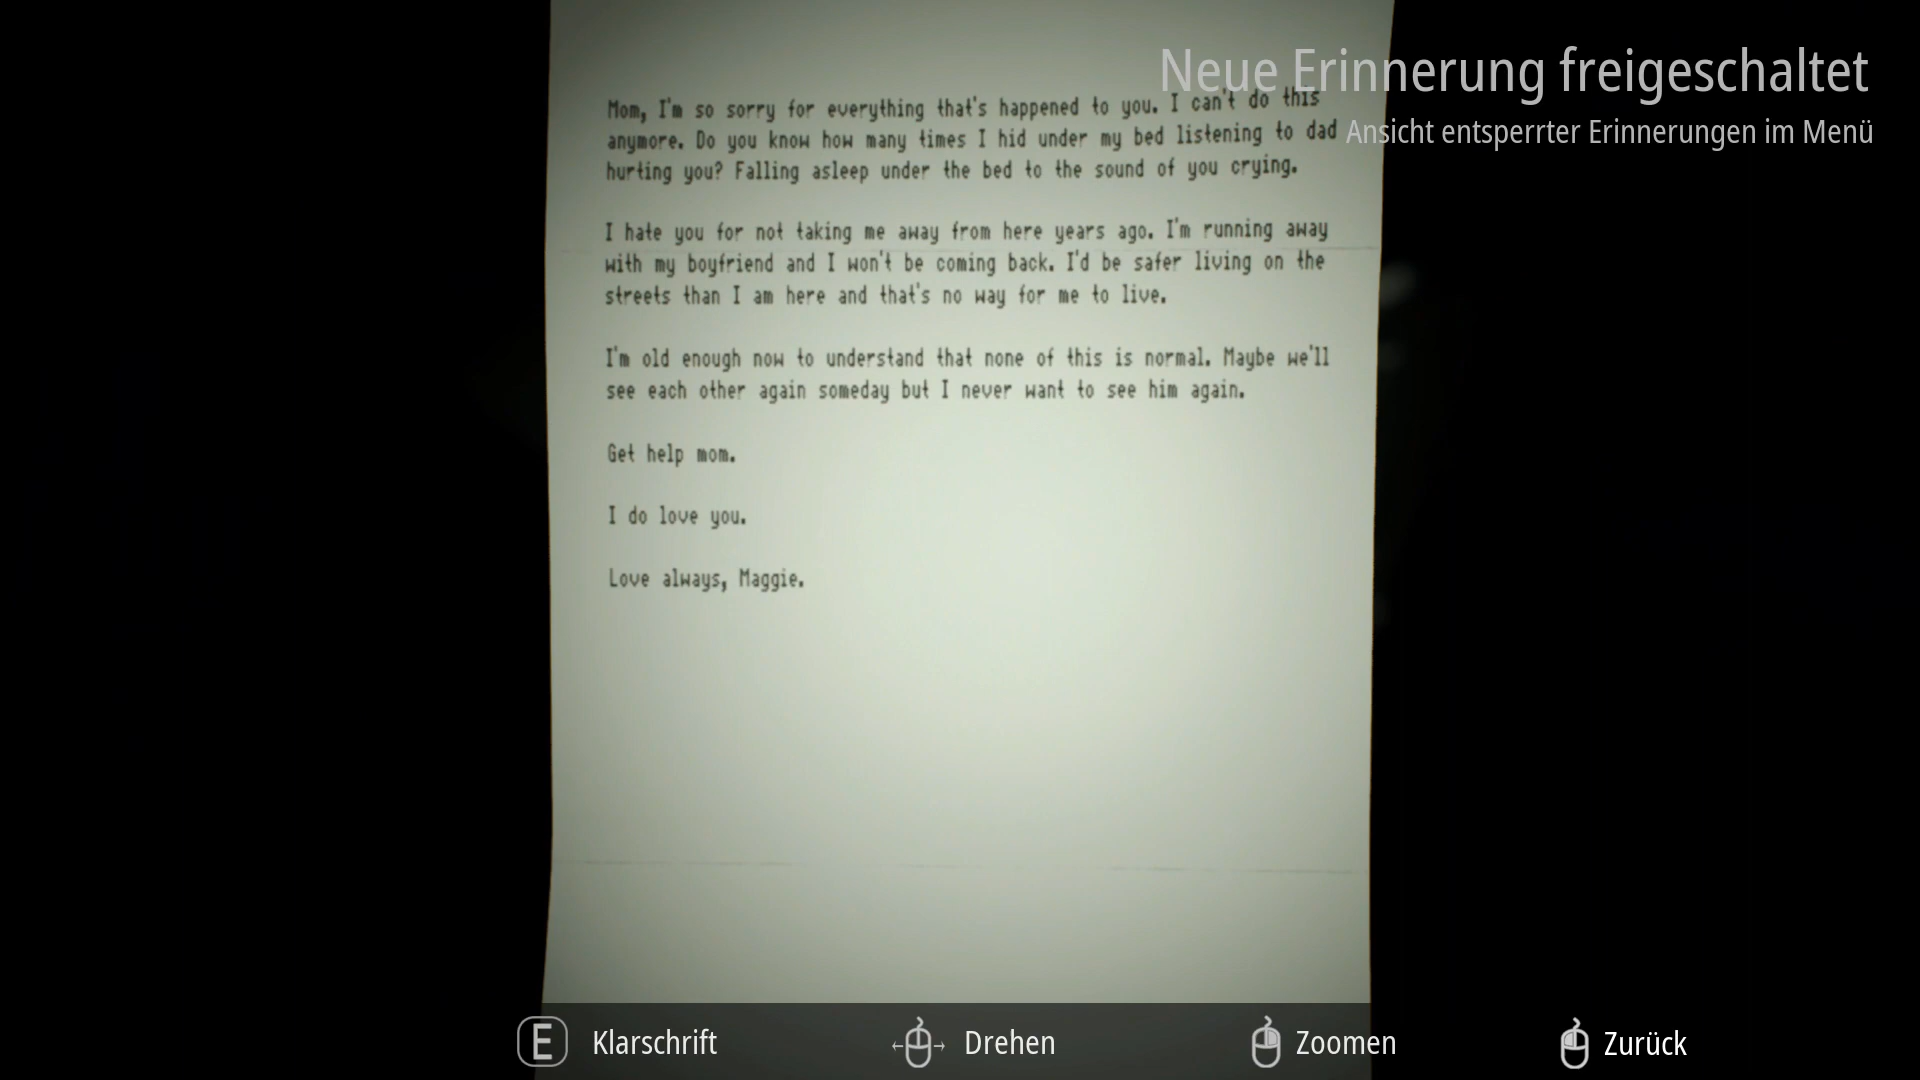 Neue Erinnerung freigeschaltet
Ansicht entsperrter Erinnerungen im Menü
Mom, I'm so sorry for everything that's happened to you. I can't do this
anymore. Do you know how many times I hid under my bed listening to dad
hurting you? Falling asleep under the bed to the sound of you crying.
I hate you for not taking me away from here years ago. I'm running away
with my boyfriend and I won't be coming back. I'd be safer living on the
streets than I am here and that's no way for me to live.
I'm old enough now to understand that none of this is normal. Maybe we'll
see each other again someday but I never want to see him again.
Get help mom.
I do love you.
Love always, Maggie.
E Klarschrift
Drehen
Zoomen
Zurück